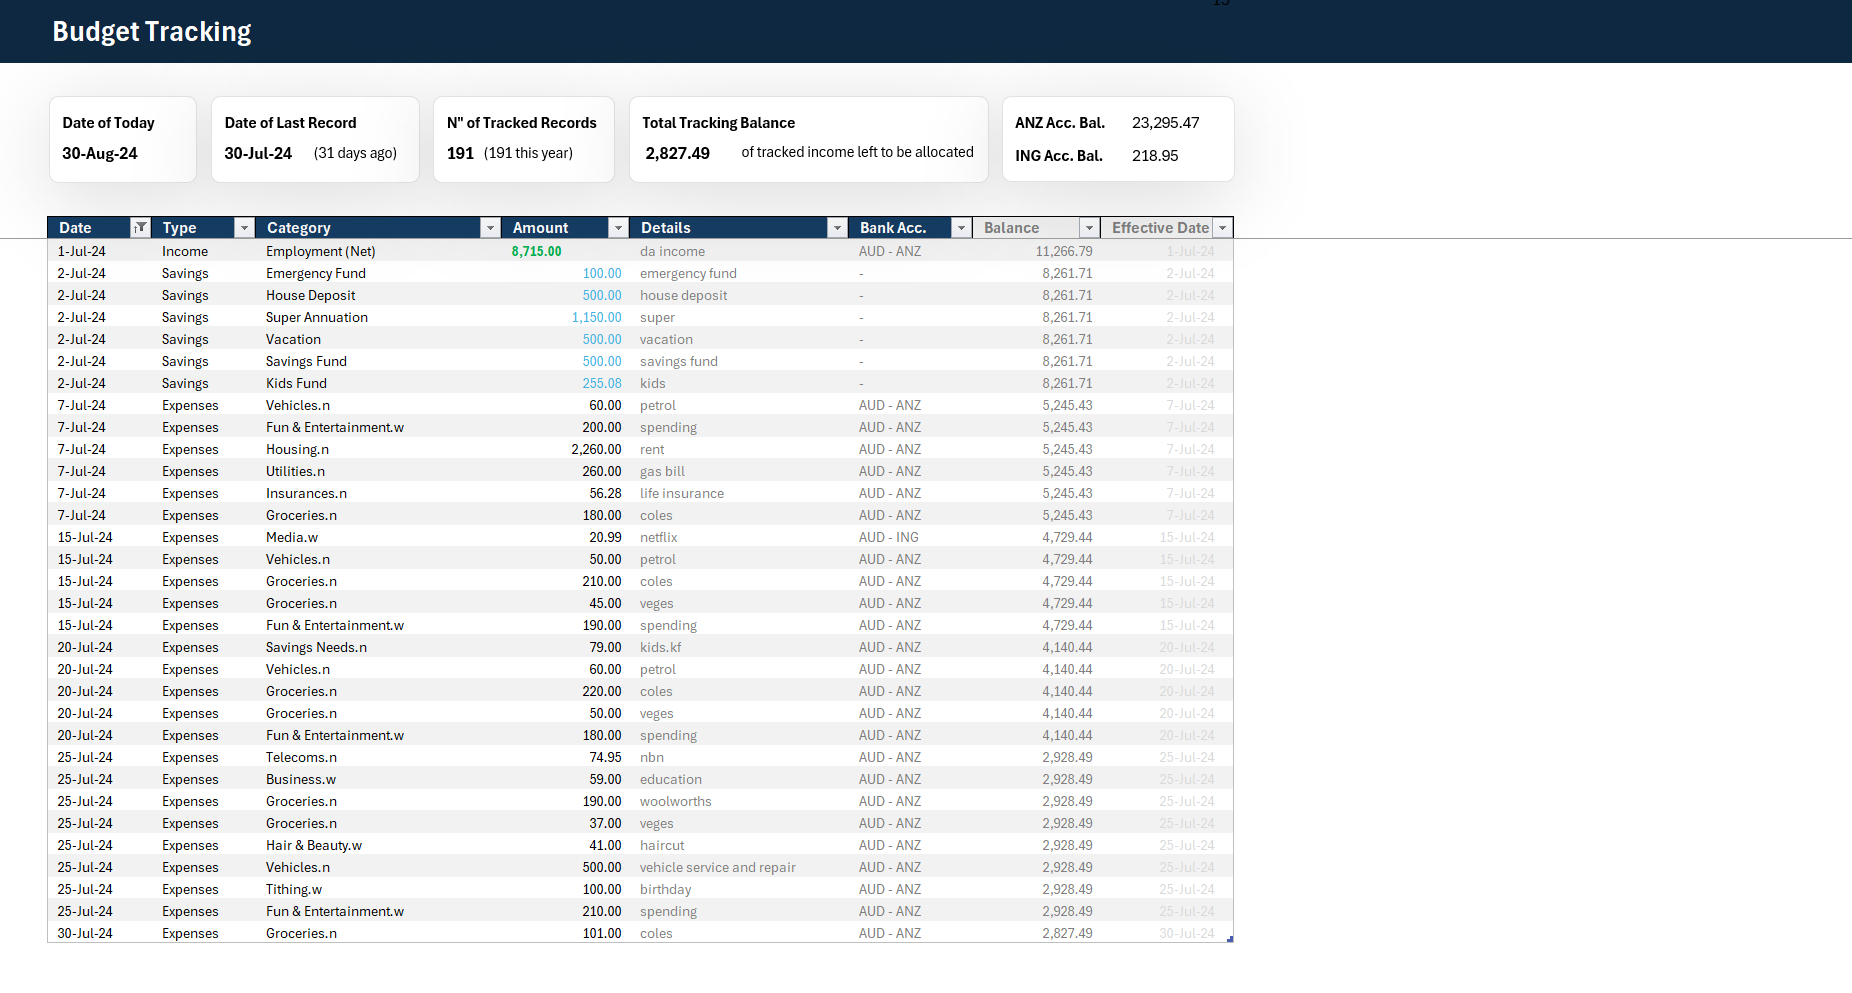 Budget Tracking
Date of Today
30-Aug-24
Date of Last Record
30-Jul-24 (31 days ago)
N" of Tracked Records
191 (191 this year)
Total Tracking Balance
2,827.49 of tracked income left to be allocated
ANZ Acc. Bal. 23,295.47
ING Acc. Bal. 218.95
Date Type Category Amount Details Bank Acc. Balance Effective Date
1-Jul-24 Income Employment (Net) 8,715.00 da income AUD - ANZ 11,266.79 1-Jul-24
2-Jul-24 Savings Emergency Fund 100.00 emergency fund - 8,261.71 2-Jul-24
2-Jul-24 Savings House Deposit 500.00 house deposit - 8,261.71 2-Jul-24
2-Jul-24 Savings Super Annuation 1,150.00 super - 8,261.71 2-Jul-24
2-Jul-24 Savings Vacation 500.00 vacation - 8,261.71 2-Jul-24
2-Jul-24 Savings Savings Fund 500.00 savings fund - 8,261.71 2-Jul-24
2-Jul-24 Savings Kids Fund 255.08 kids - 8,261.71 2-Jul-24
7-Jul-24 Expenses Vehicles.n 60.00 petrol AUD - ANZ 5,245.43 7-Jul-24
7-Jul-24 Expenses Fun & Entertainment.w 200.00 spending AUD - ANZ 5,245.43 7-Jul-24
7-Jul-24 Expenses Housing.n 2,260.00 rent AUD - ANZ 5,245.43 7-Jul-24
7-Jul-24 Expenses Utilities.n 260.00 gas bill AUD - ANZ 5,245.43 7-Jul-24
7-Jul-24 Expenses Insurances.n 56.28 life insurance AUD - ANZ 5,245.43 7-Jul-24
7-Jul-24 Expenses Groceries.n 180.00 coles AUD - ANZ 5,245.43 7-Jul-24
15-Jul-24 Expenses Media.w 20.99 netflix AUD - ING 4,729.44 15-Jul-24
15-Jul-24 Expenses Vehicles.n 50.00 petrol AUD - ANZ 4,729.44 15-Jul-24
15-Jul-24 Expenses Groceries.n 210.00 coles AUD - ANZ 4,729.44 15-Jul-24
15-Jul-24 Expenses Groceries.n 45.00 veges AUD - ANZ 4,729.44 15-Jul-24
15-Jul-24 Expenses Fun & Entertainment.w 190.00 spending AUD - ANZ 4,729.44 15-Jul-24
20-Jul-24 Expenses Savings Needs.n 79.00 kids.kf AUD - ANZ 4,140.44 20-Jul-24
20-Jul-24 Expenses Vehicles.n 60.00 petrol AUD - ANZ 4,140.44 20-Jul-24
20-Jul-24 Expenses Groceries.n 220.00 coles AUD - ANZ 4,140.44 20-Jul-24
20-Jul-24 Expenses Groceries.n 50.00 veges AUD - ANZ 4,140.44 20-Jul-24
20-Jul-24 Expenses Fun & Entertainment.w 180.00 spending AUD - ANZ 4,140.44 20-Jul-24
25-Jul-24 Expenses Telecoms.n 74.95 nbn AUD - ANZ 2,928.49 25-Jul-24
25-Jul-24 Expenses Business.w 59.00 education AUD - ANZ 2,928.49 25-Jul-24
25-Jul-24 Expenses Groceries.n 190.00 woolworths AUD - ANZ 2,928.49 25-Jul-24
25-Jul-24 Expenses Groceries.n 37.00 veges AUD - ANZ 2,928.49 25-Jul-24
25-Jul-24 Expenses Hair & Beauty.w 41.00 haircut AUD - ANZ 2,928.49 25-Jul-24
25-Jul-24 Expenses Vehicles.n 500.00 vehicle service and repair AUD - ANZ 2,928.49 25-Jul-24
25-Jul-24 Expenses Tithing.w 100.00 birthday AUD - ANZ 2,928.49 25-Jul-24
25-Jul-24 Expenses Fun & Entertainment.w 210.00 spending AUD - ANZ 2,928.49 25-Jul-24
30-Jul-24 Expenses Groceries.n 101.00 coles AUD - ANZ 2,827.49 30-Jul-24